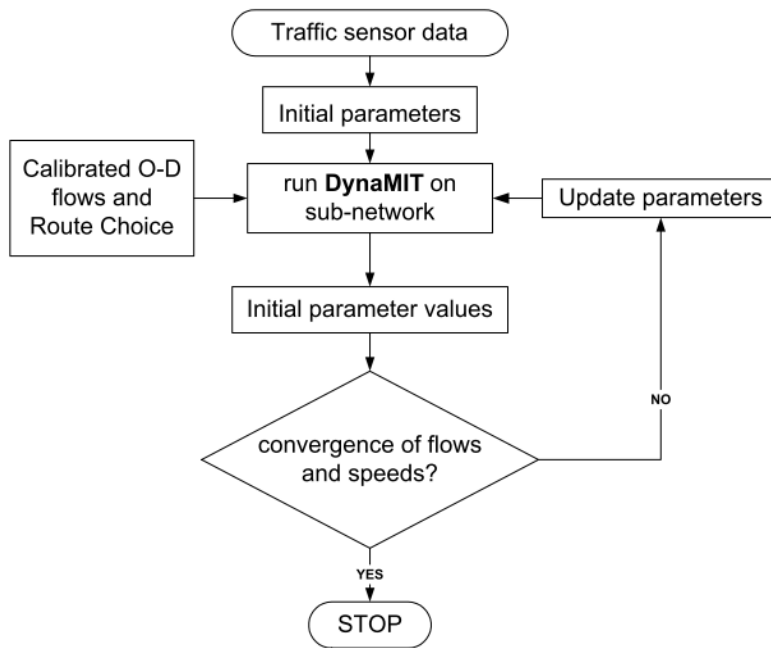 Traffic sensor data
Initial parameters
Calibrated O-D
flows and
Route Choice
run DynaMIT on
sub-network
Update parameters
Initial parameter values
NO
convergence of flows
and speeds?
YES
STOP